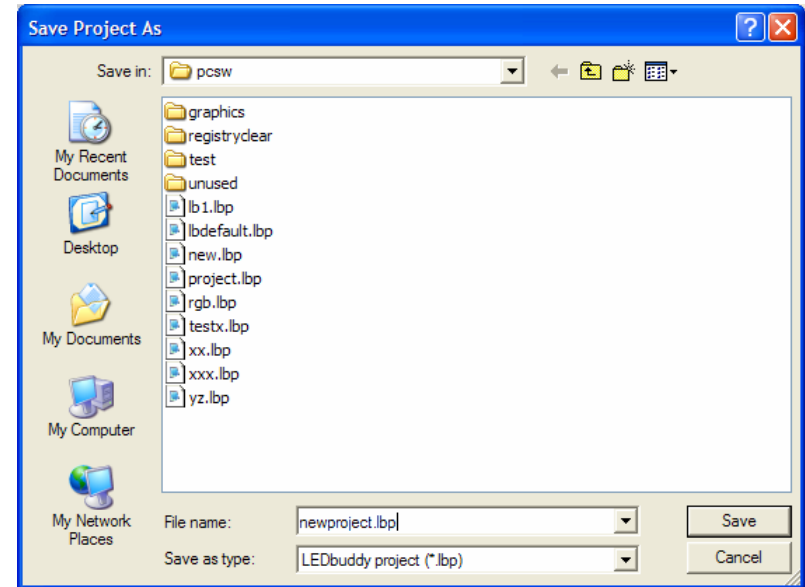 Save Project As
Save in:
pcsw
My Recent
Documents
Desktop
My Documents
My Computer
My Network
Places
graphics
registryclear
test
unused
lb1.lbp
lbdefault.lbp
new.lbp
project.lbp
rgb.lbp
testx.lbp
xx.lbp
xxx.lbp
yz.lbp
File name:
newproject.lbp
Save
Save as type:
LEDbuddy project (*.lbp)
Cancel